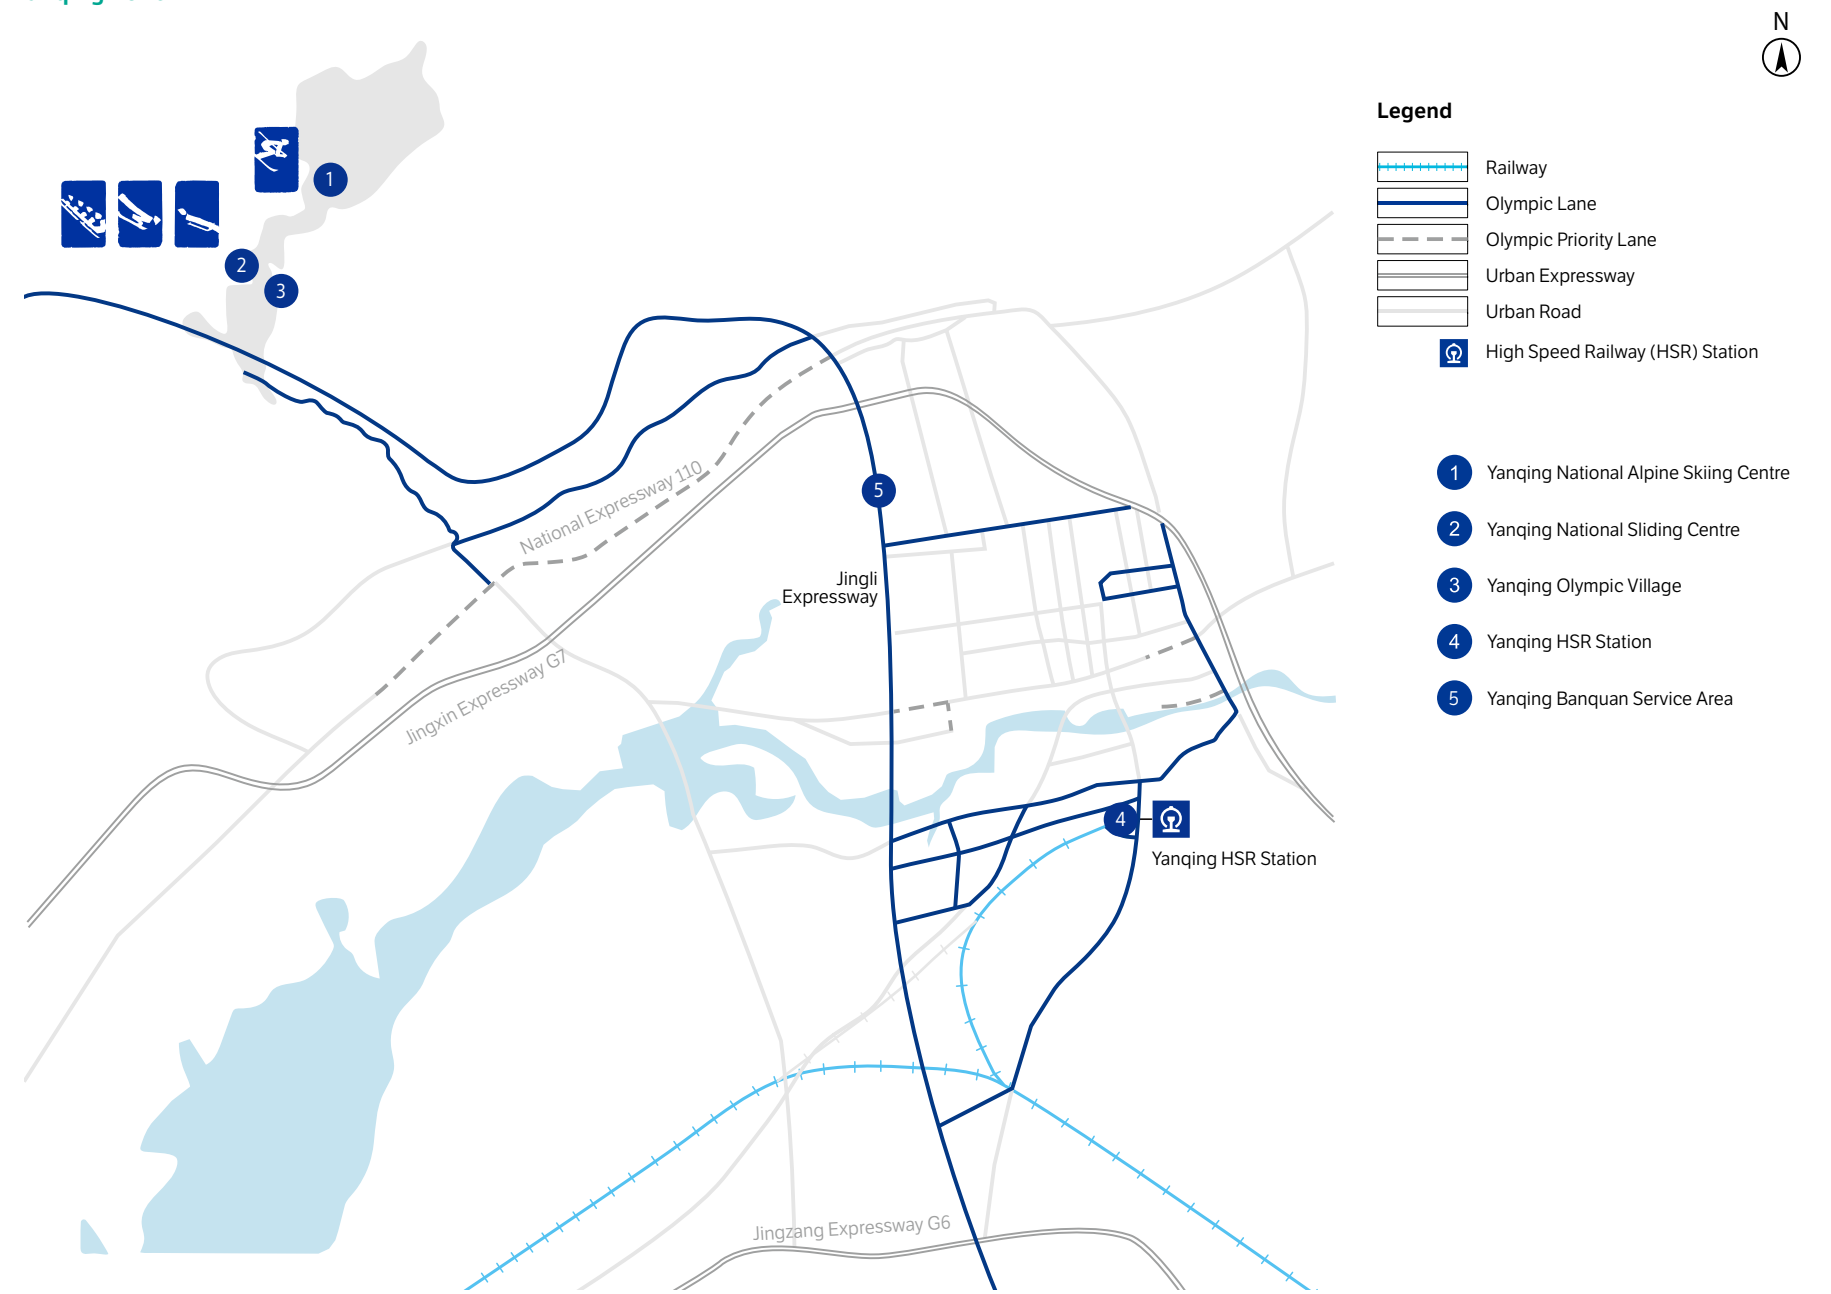 N
Legend
Railway
Olympic Lane
Olympic Priority Lane
Urban Expressway
Urban Road
High Speed Railway (HSR) Station
1 Yanqing National Alpine Skiing Centre
2 Yanqing National Sliding Centre
3 Yanqing Olympic Village
4 Yanqing HSR Station
5 Yanqing Banquan Service Area
1
2
3
National Expressway 110
5
Jingli
Expressway
Jingxin Expressway G7
4
Yanqing HSR Station
Jingzang Expressway G6